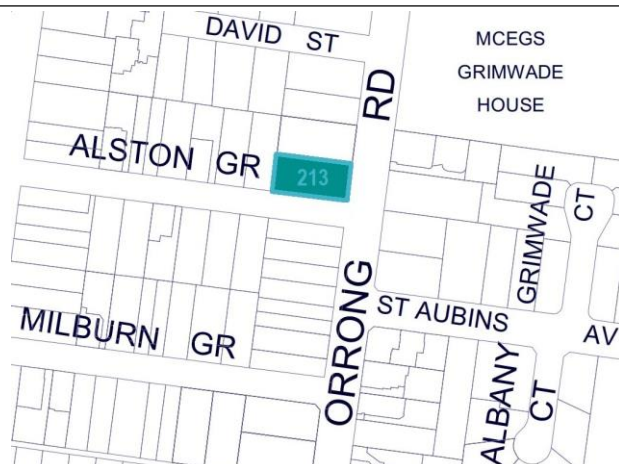 DAVID ST
MCEGS
GRIMWADE
HOUSE
RD
ALSTON GR
213
GRIMWADE
CT
ORRONG
ST AUBINS
AV
MILBURN GR
ALBANY
CT